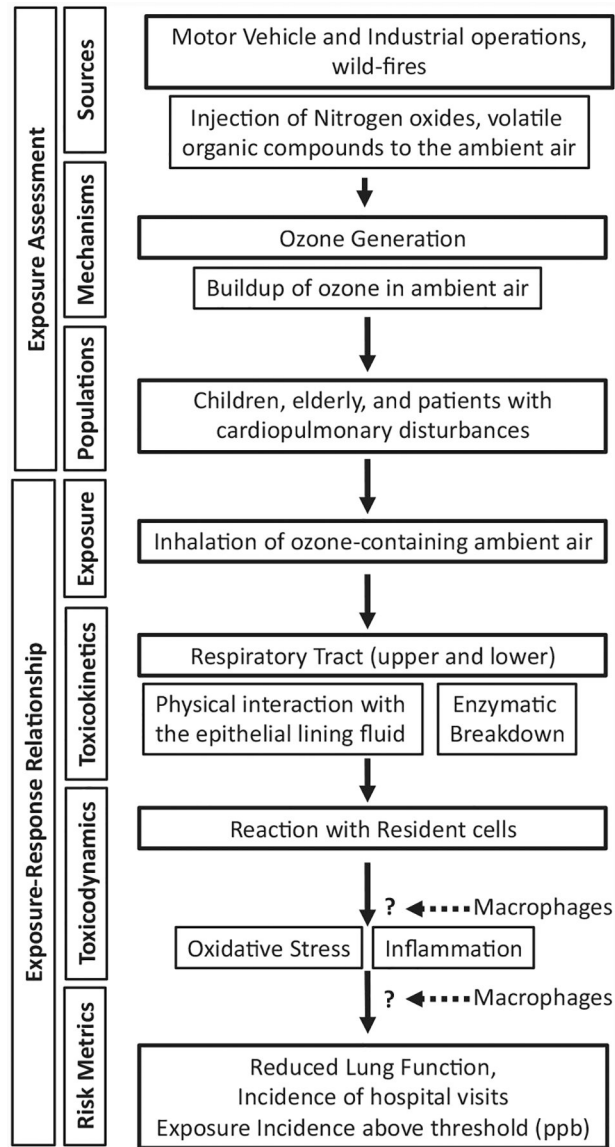 Exposure Assessment
Sources
Motor Vehicle and Industrial operations,
wild-fires
Injection of Nitrogen oxides, volatile
organic compounds to the ambient air
Mechanisms
Ozone Generation
Buildup of ozone in ambient air
Populations
Children, elderly, and patients with
cardiopulmonary disturbances
Exposure-Response Relationship
Exposure
Inhalation of ozone-containing ambient air
Toxicokinetics
Respiratory Tract (upper and lower)
Physical interaction with
the epithelial lining fluid
Enzymatic
Breakdown
Toxicodynamics
Reaction with Resident cells
? Macrophages
Oxidative Stress
Inflammation
? Macrophages
Risk Metrics
Reduced Lung Function,
Incidence of hospital visits
Exposure Incidence above threshold (ppb)